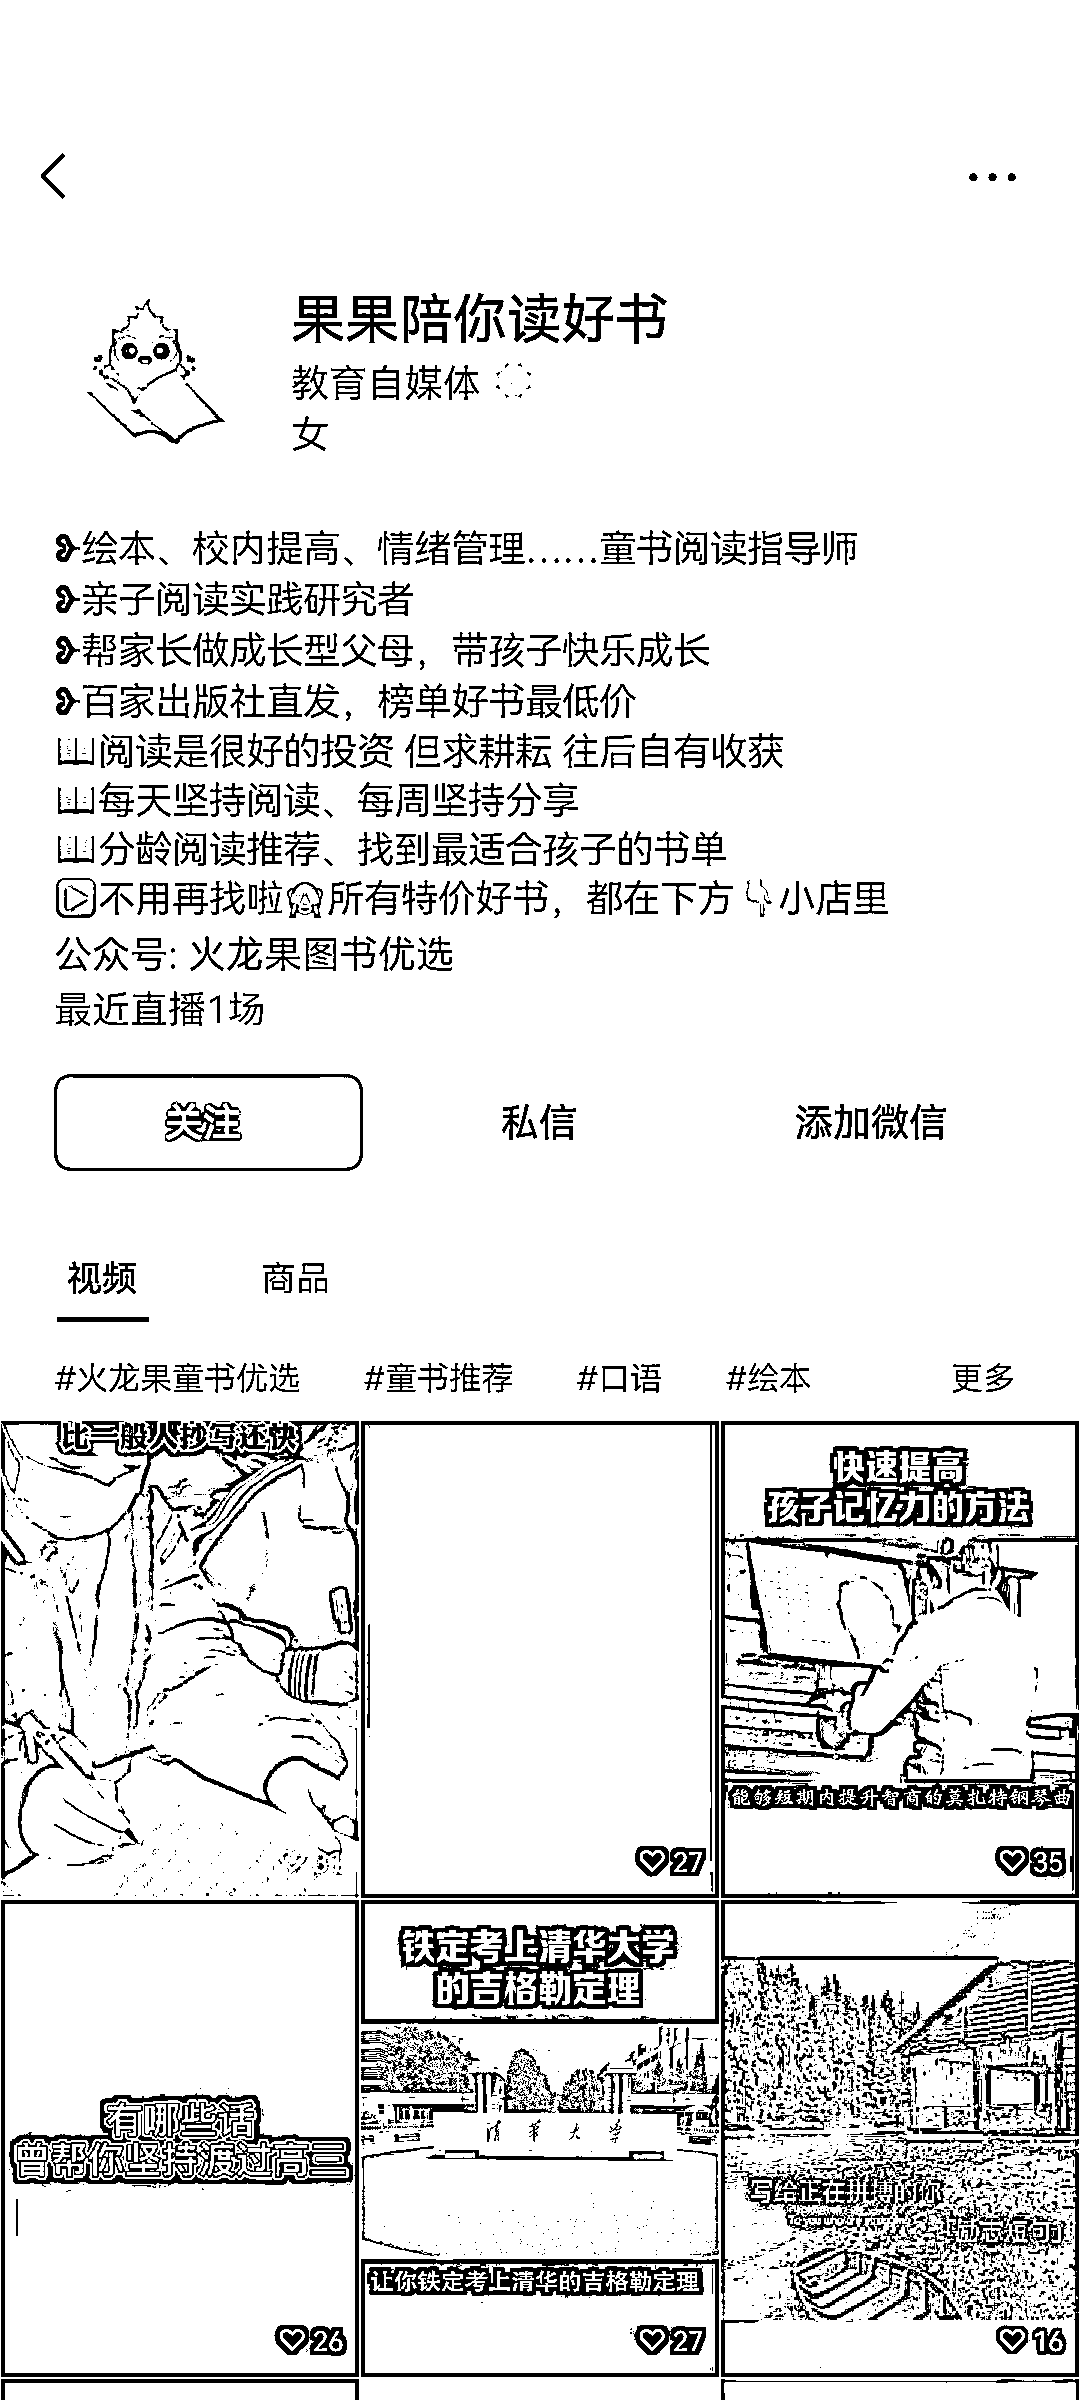 果果陪你读好书
教育自媒体
女
绘本、校内提高、情绪管理……童书阅读指导师
亲子阅读实践研究者
帮家长做成长型父母，带孩子快乐成长
百家出版社直发，榜单好书最低价
阅读是很好的投资 但求耕耘 往后自有收获
每天坚持阅读、每周坚持分享
分龄阅读推荐、找到最适合孩子的书单
不用再找啦所有特价好书，都在下方小店里
公众号: 火龙果图书优选
最近直播1场
关注 私信 添加微信
视频 商品
#火龙果童书优选 #童书推荐 #口语 #绘本 更多
比一般人抄写还快
27
快速提高
孩子记忆力的方法
能够短期内提升智商的莫扎特钢琴曲
35
有哪些话
曾帮你坚持渡过高三
26
铁定考上清华大学
的吉格勒定理
清华大学
让你铁定考上清华的吉格勒定理
27
写给正在拼搏的你
16